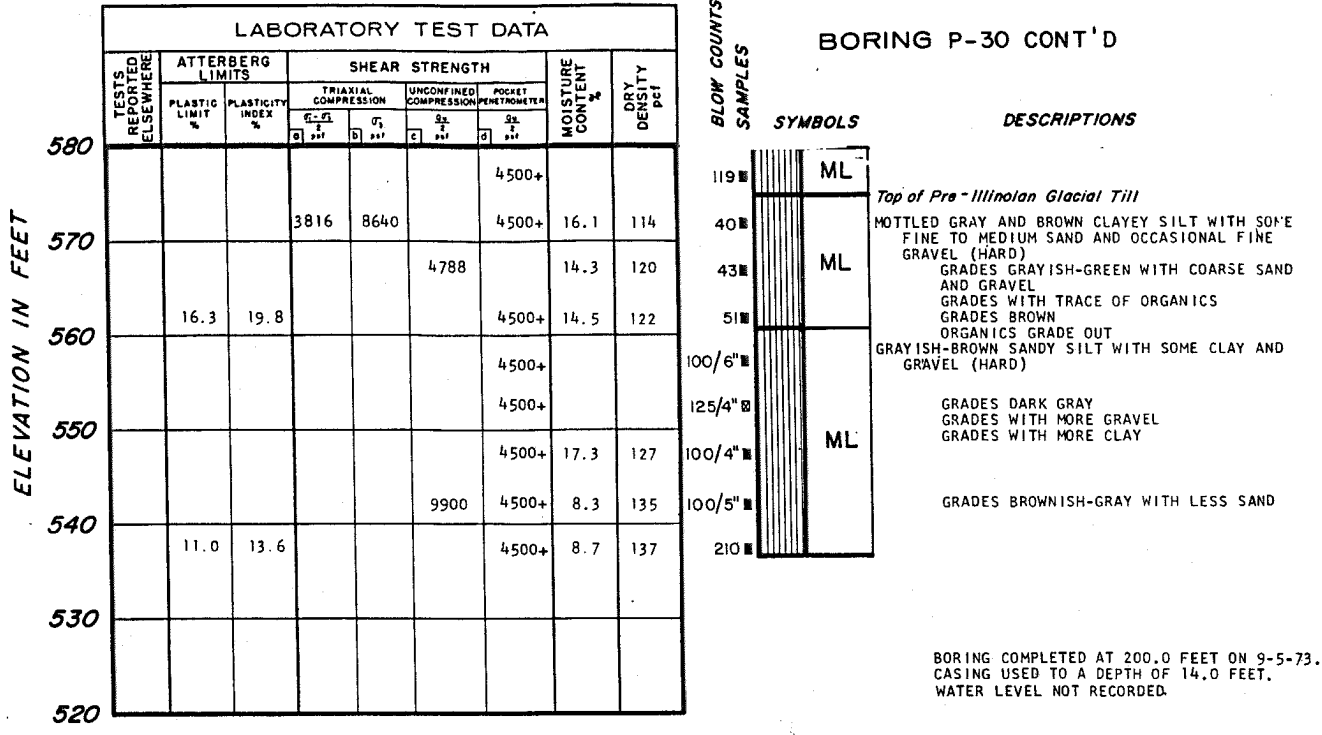 LABORATORY TEST DATA
TESTS REPORTED ELSEWHERE
ATTERBERG LIMITS
SHEAR STRENGTH
MOISTURE CONTENT %
DRY DENSITY pcf
PLASTIC LIMIT %
PLASTICITY INDEX %
TRIAXIAL COMPRESSION
UNCONFINED COMPRESSION
POCKET PENETROMETER
a psf
b psf
c psf
d psf
BLOW COUNTS
SAMPLES
BORING P-30 CONT'D
SYMBOLS
DESCRIPTIONS
ELEVATION IN FEET
580
4500+
119 ML
Top of Pre-Illinoian Glacial Till
3816 8640 4500+ 16.1 114
40
MOTTLED GRAY AND BROWN CLAYEY SILT WITH SOME
FINE TO MEDIUM SAND AND OCCASIONAL FINE
GRAVEL (HARD)
570
4788 14.3 120
43 ML
GRADES GRAYISH-GREEN WITH COARSE SAND
AND GRAVEL
GRADES WITH TRACE OF ORGANICS
16.3 19.8 4500+ 14.5 122
51
GRADES BROWN
ORGANICS GRADE OUT
560
GRAYISH-BROWN SANDY SILT WITH SOME CLAY AND
GRAVEL (HARD)
4500+
100/6"
4500+
125/4"
GRADES DARK GRAY
GRADES WITH MORE GRAVEL
GRADES WITH MORE CLAY
550
ML
4500+ 17.3 127
100/4"
9900 4500+ 8.3 135
100/5"
GRADES BROWNISH-GRAY WITH LESS SAND
540
11.0 13.6 4500+ 8.7 137
210
530
520
BORING COMPLETED AT 200.0 FEET ON 9-5-73.
CASING USED TO A DEPTH OF 14.0 FEET.
WATER LEVEL NOT RECORDED.